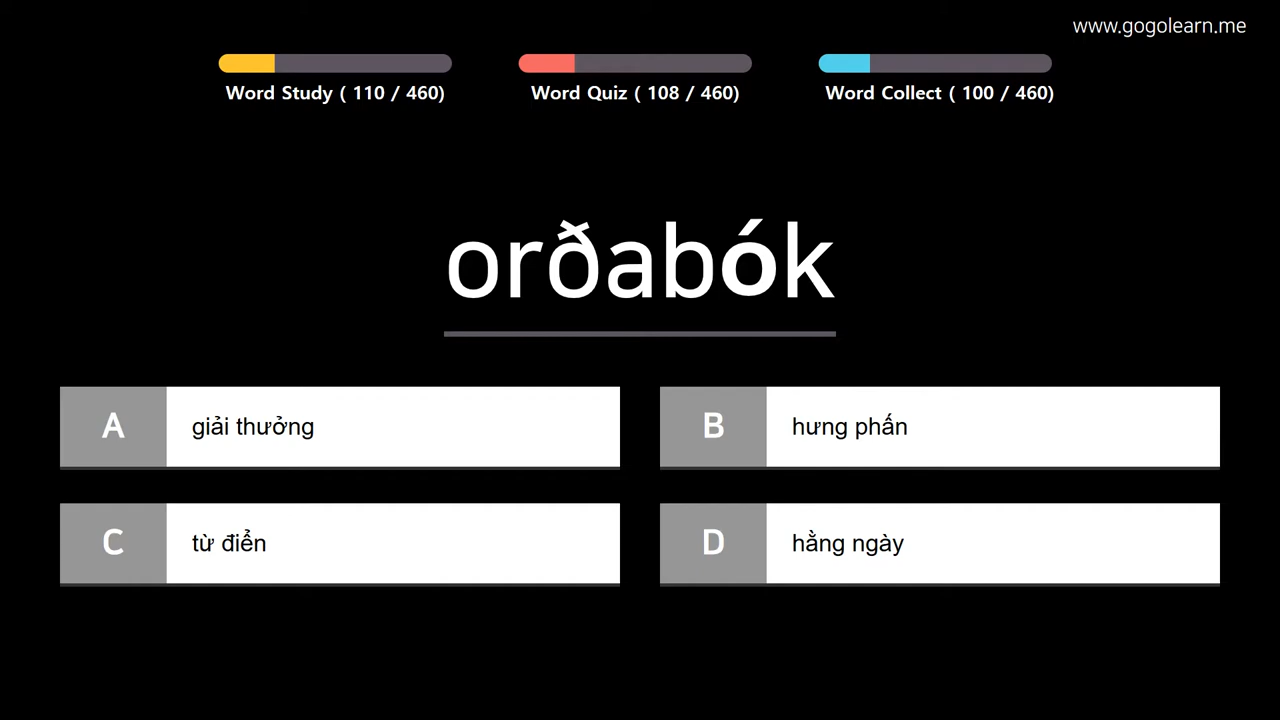 www.gogolearn.me
Word Study ( 110 / 460)
Word Quiz ( 108 / 460)
Word Collect ( 100 / 460)
orðabók
A giải thưởng
B hưng phấn
C từ điển
D hằng ngày